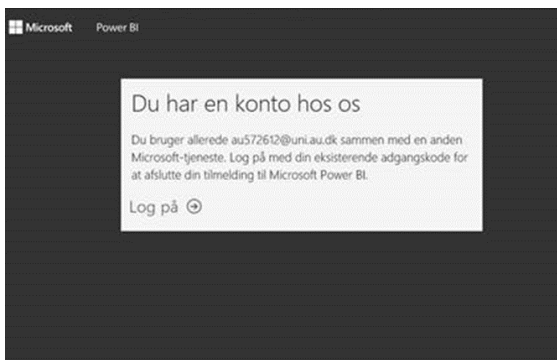 Microsoft Power BI
Du har en konto hos os
Du bruger allerede au572612@uni.au.dk sammen med en anden
Microsoft-tjeneste. Log på med din eksisterende adgangskode for
at afslutte din tilmelding til Microsoft Power BI.
Log på